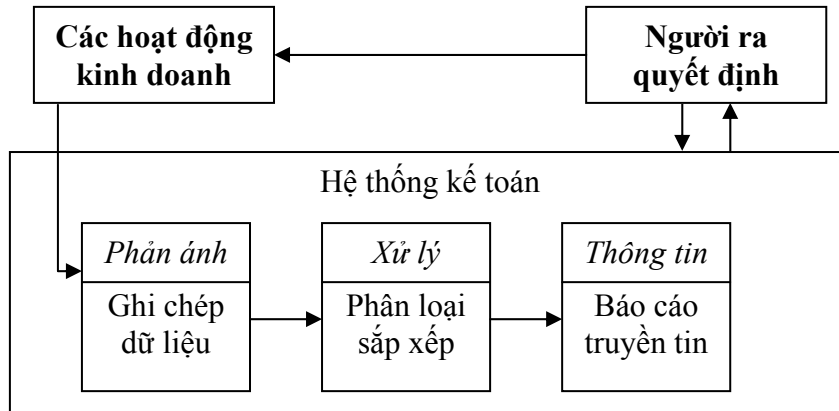 Các hoạt động
kinh doanh
Người ra
quyết định
Hệ thống kế toán
Phản ánh
Ghi chép
dữ liệu
Xử lý
Phân loại
sắp xếp
Thông tin
Báo cáo
truyền tin